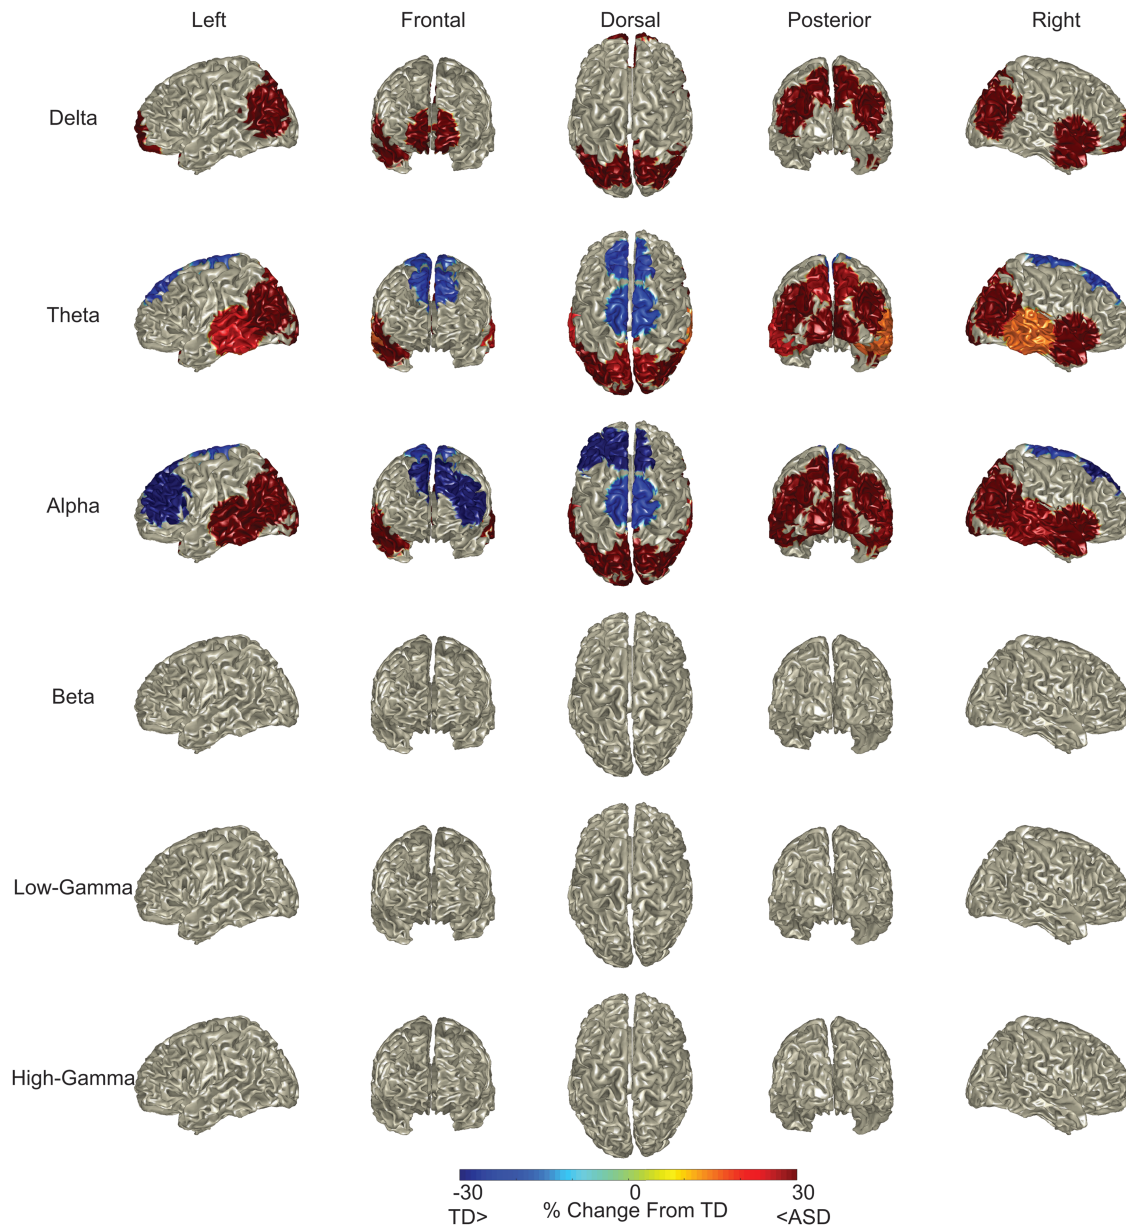 Left Frontal Dorsal Posterior Right
Delta
Theta
Alpha
Beta
Low-Gamma
High-Gamma
-30 0 30
% Change From TD
TD> <ASD